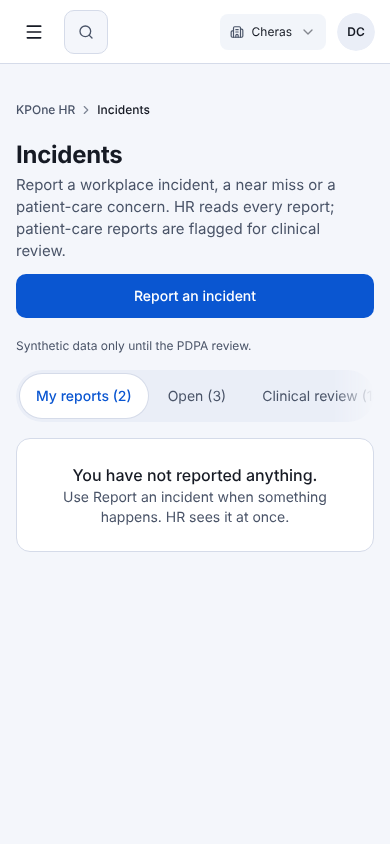 Cheras
DC
KPOne HR
Incidents
Incidents
Report a workplace incident, a near miss or a
patient-care concern. HR reads every report;
patient-care reports are flagged for clinical
review.
Report an incident
Synthetic data only until the PDPA review.
My reports (2)
Open (3)
Clinical review
You have not reported anything.
Use Report an incident when something
happens. HR sees it at once.